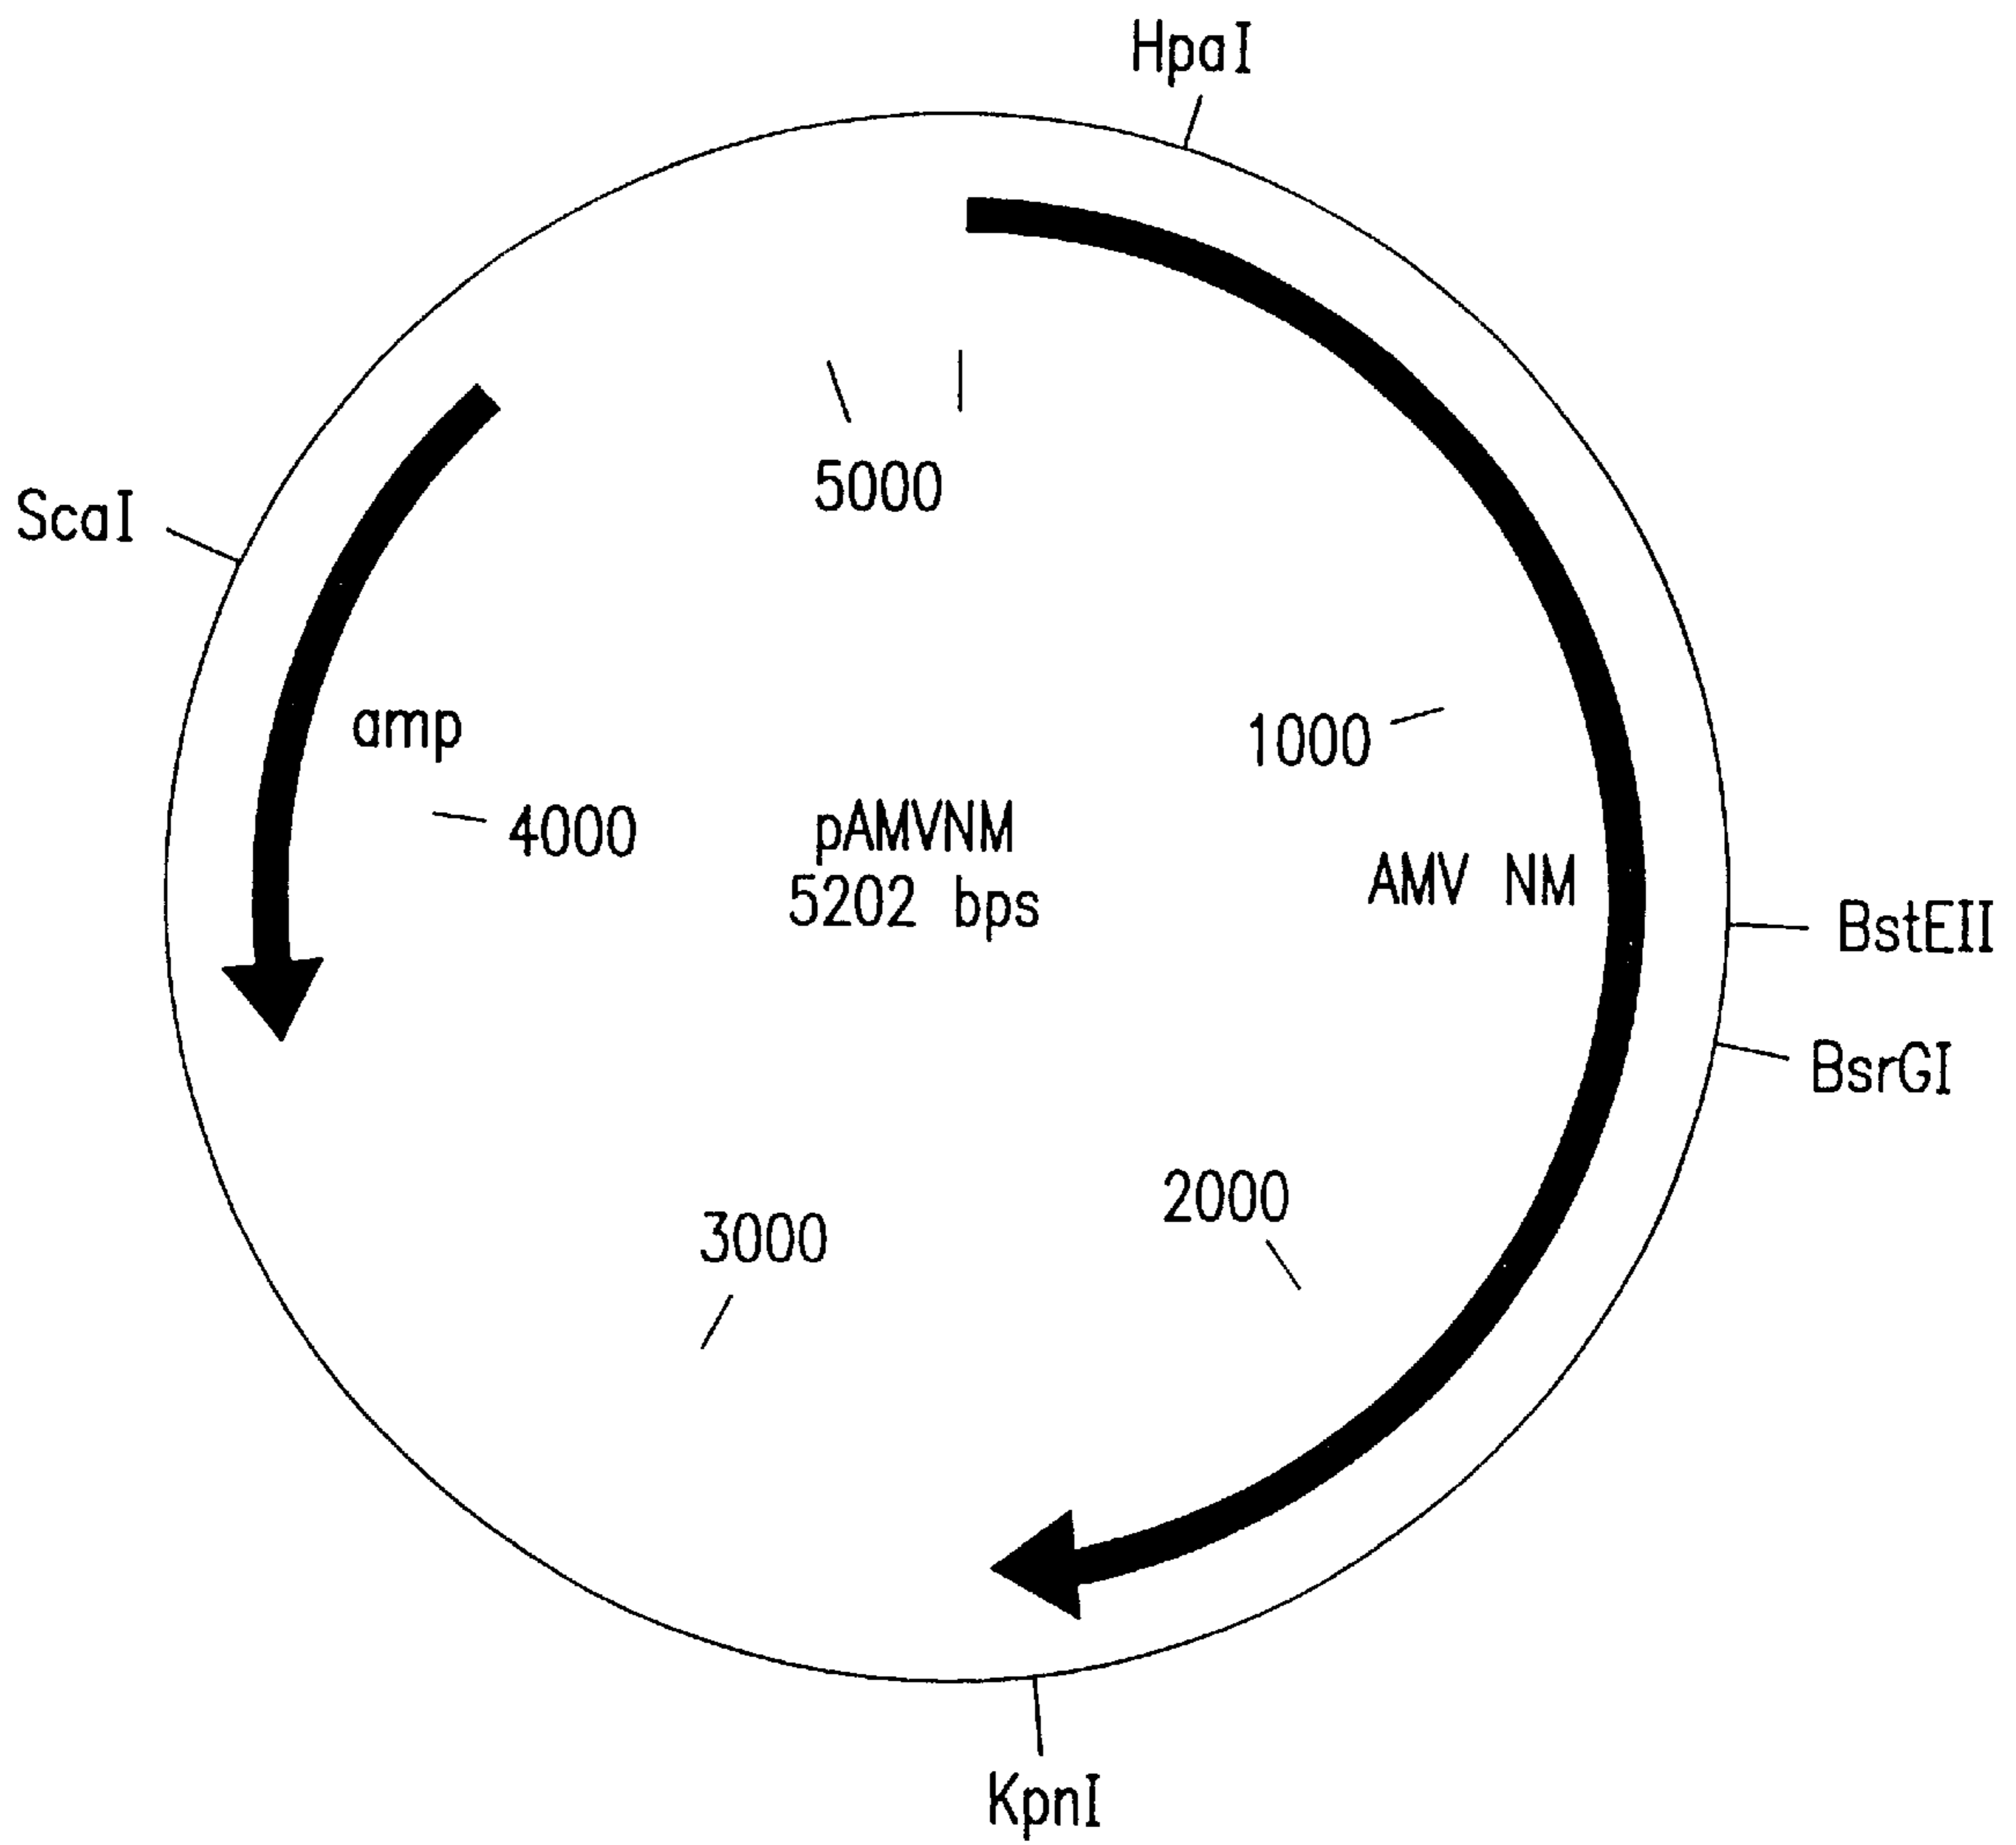 HpaI
ScaI
5000
amp
1000
4000
pAMVNM
5202 bps
AMV NM
BstEII
BsrGI
2000
3000
KpnI